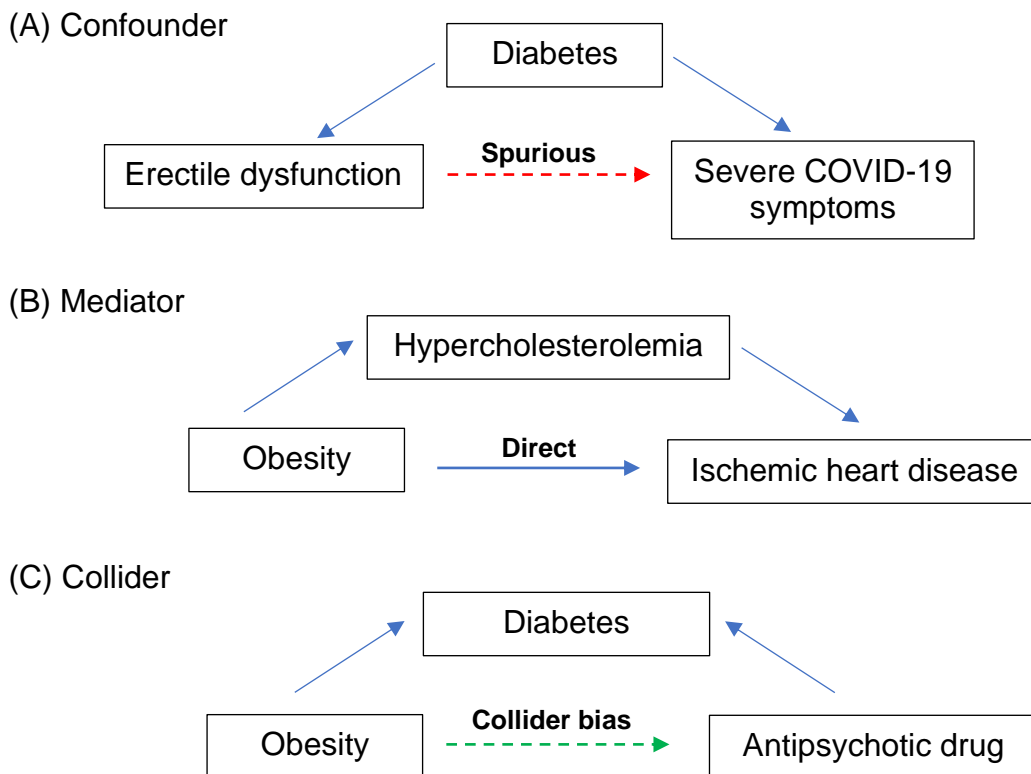 (A) Confounder
Diabetes
Erectile dysfunction
Spurious
Severe COVID-19
symptoms
(B) Mediator
Hypercholesterolemia
Obesity
Direct
Ischemic heart disease
(C) Collider
Diabetes
Obesity
Collider bias
Antipsychotic drug